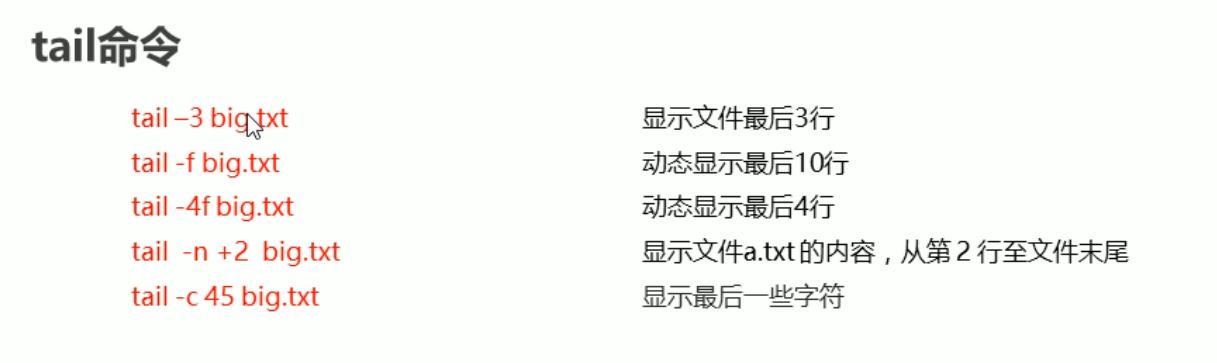 tail命令
tail –3 big.txt 显示文件最后3行
tail -f big.txt 动态显示最后10行
tail -4f big.txt 动态显示最后4行
tail -n +2 big.txt 显示文件a.txt 的内容，从第 2 行至文件末尾
tail -c 45 big.txt 显示最后一些字符